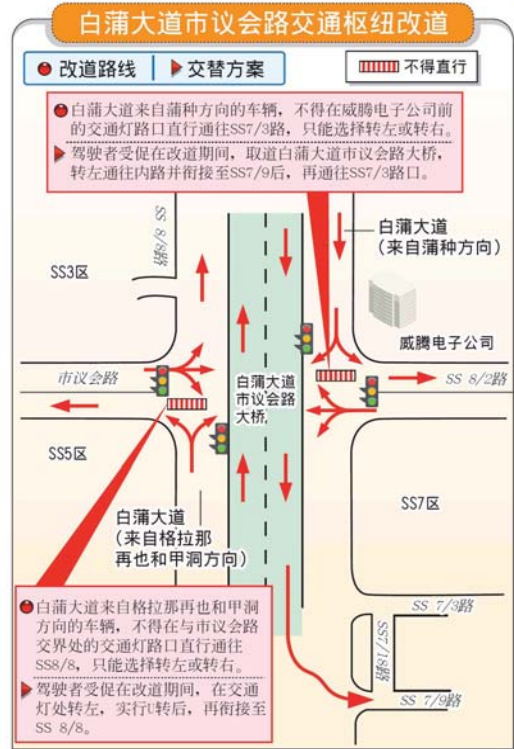 白蒲大道市议会路交通枢纽改道
改道路线
交替方案
不得直行
白蒲大道来自蒲种方向的车辆，不得在威腾电子公司前
的交通灯路口直行通往SS7/3路，只能选择转左或转右。
驾驶者受促在改道期间，取道白蒲大道市议会路大桥，
转左通往内路并衔接至SS7/9后，再通往SS7/3路口。
SS 8/8路
白蒲大道
（来自蒲种方向）
SS3区
威腾电子公司
市议会路
白蒲大道
市议会路
大桥
SS 8/2路
SS5区
SS7区
白蒲大道
（来自格拉那
再也和甲洞方向）
白蒲大道来自格拉那再也和甲洞
方向的车辆，不得在与市议会路
交界处的交通灯路口直行通往
SS8/8，只能选择转左或转右。
驾驶者受促在改道期间，在交通
灯处转左，实行U转后，再衔接至
SS 8/8。
SS 7/3路
SS7/18路
SS 7/9路